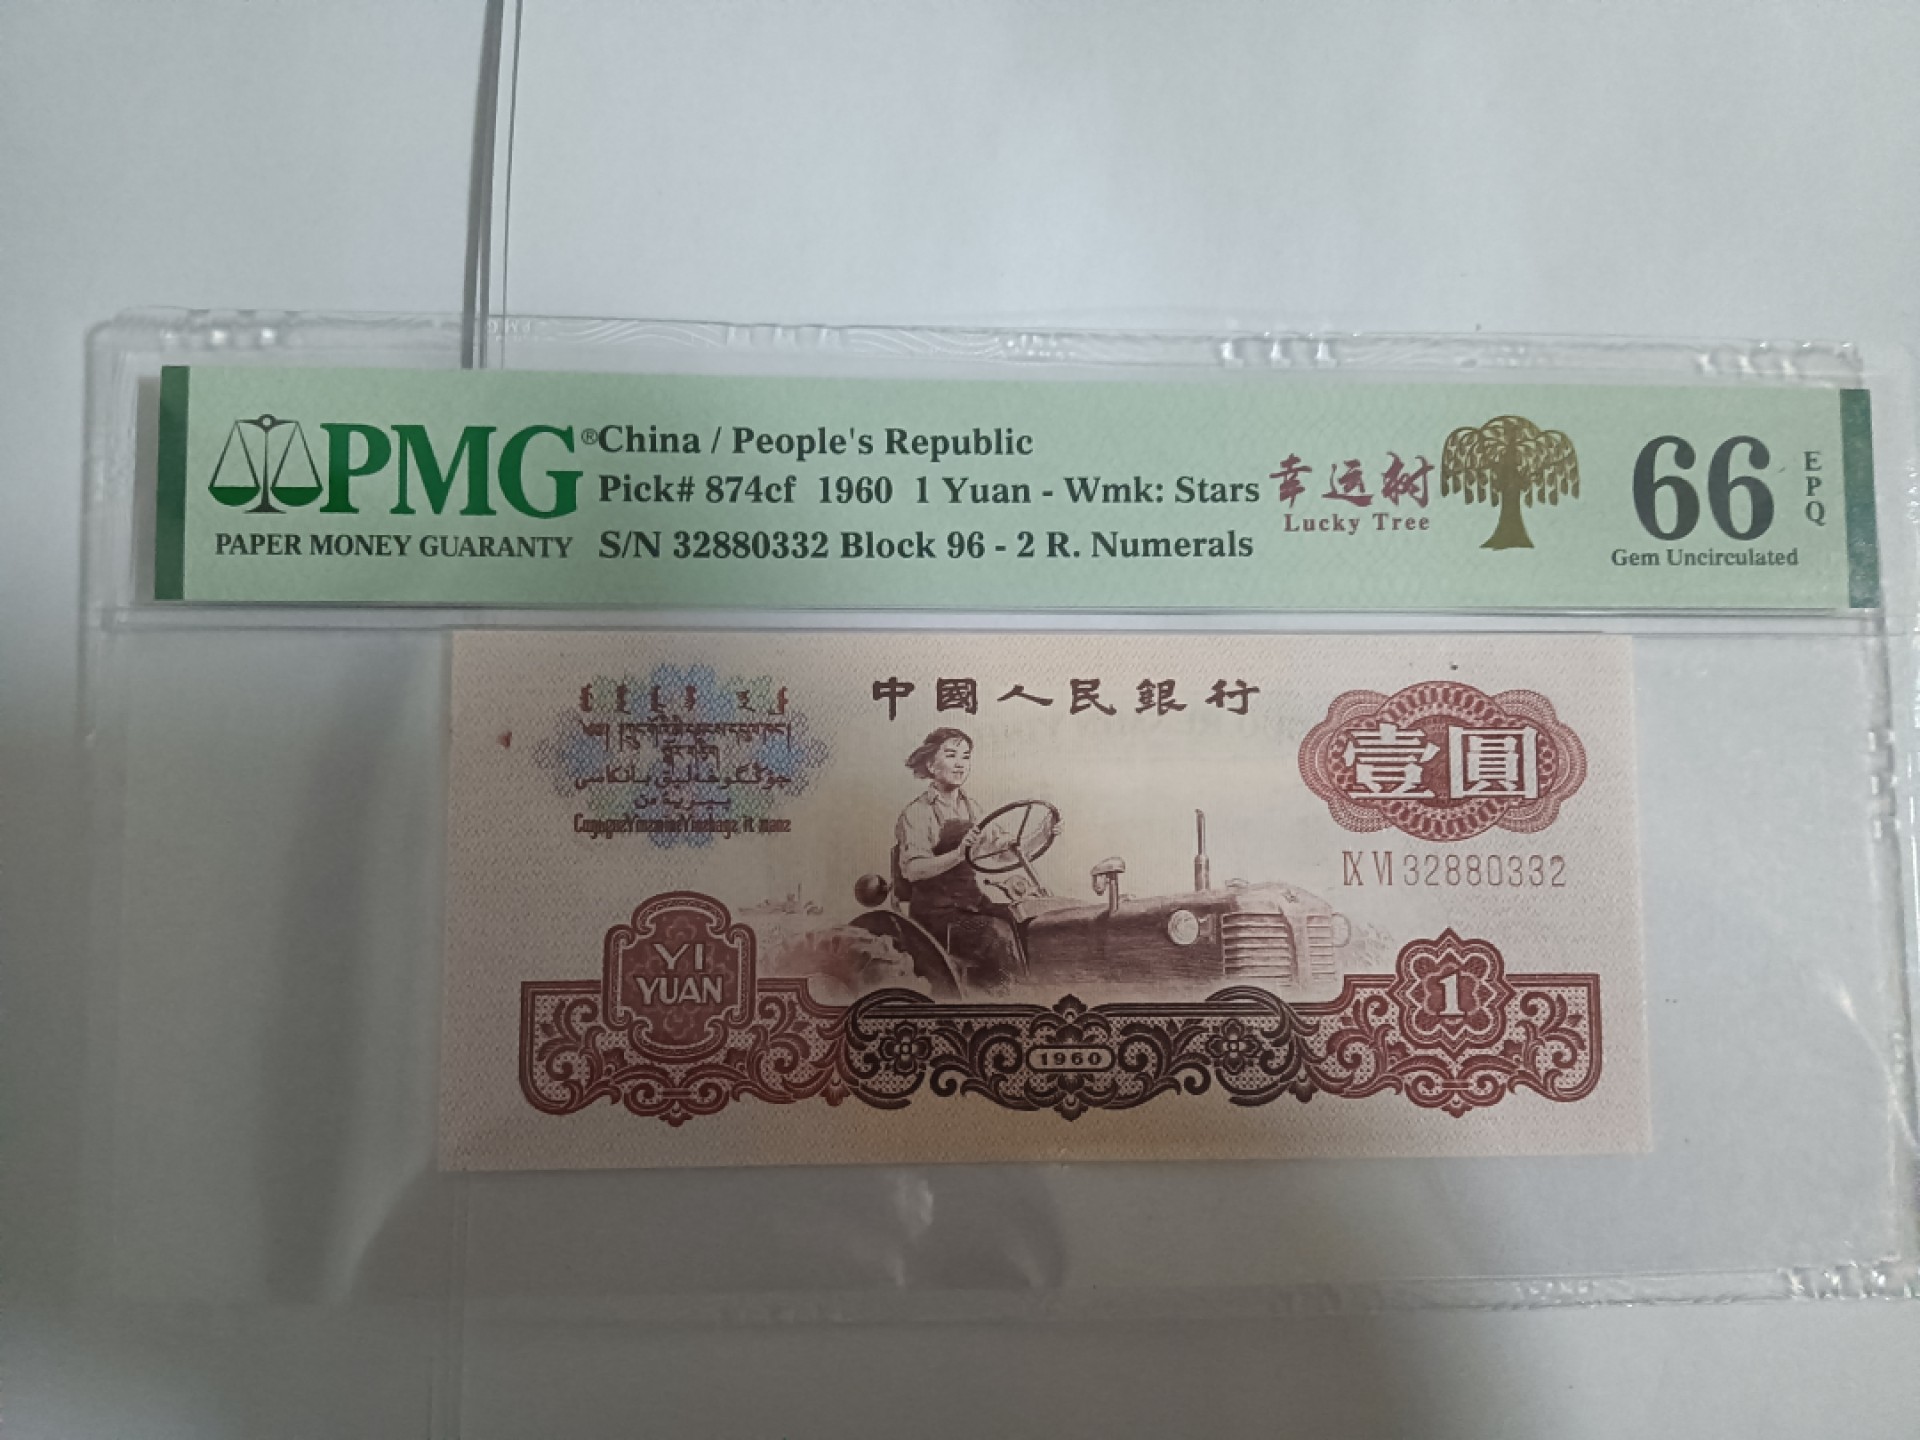 PMG®
PAPER MONEY GUARANTY
China / People's Republic
Pick# 874cf 1960 1 Yuan - Wmk: Stars
S/N 32880332 Block 96 - 2 R. Numerals
幸运树
Lucky Tree
66
EPQ
Gem Uncirculated
中國人民銀行
壹圓
IX VI 32880332
YI
YUAN
1960
1